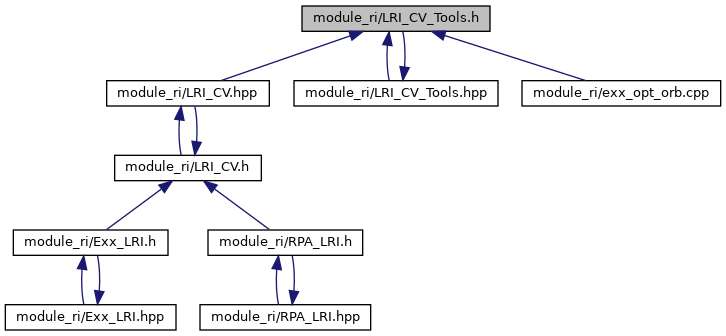 module_ri/LRI_CV_Tools.h
module_ri/LRI_CV.hpp
module_ri/LRI_CV_Tools.hpp
module_ri/exx_opt_orb.cpp
module_ri/LRI_CV.h
module_ri/Exx_LRI.h
module_ri/RPA_LRI.h
module_ri/Exx_LRI.hpp
module_ri/RPA_LRI.hpp